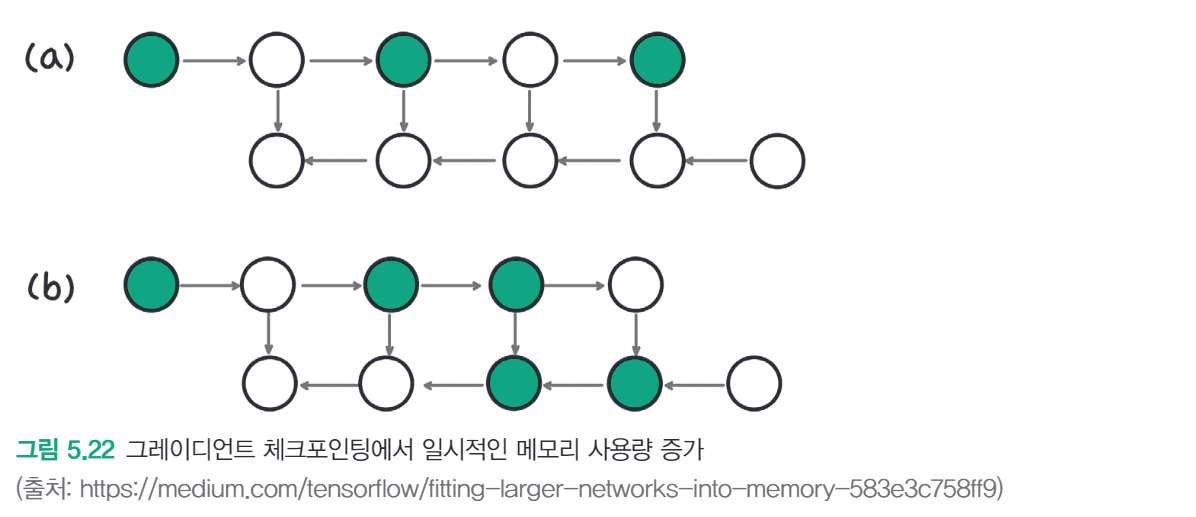 (a)
(b)
그림 5.22 그레이디언트 체크포인팅에서 일시적인 메모리 사용량 증가
(출처: https://medium.com/tensorflow/fitting-larger-networks-into-memory-583e3c758ff9)